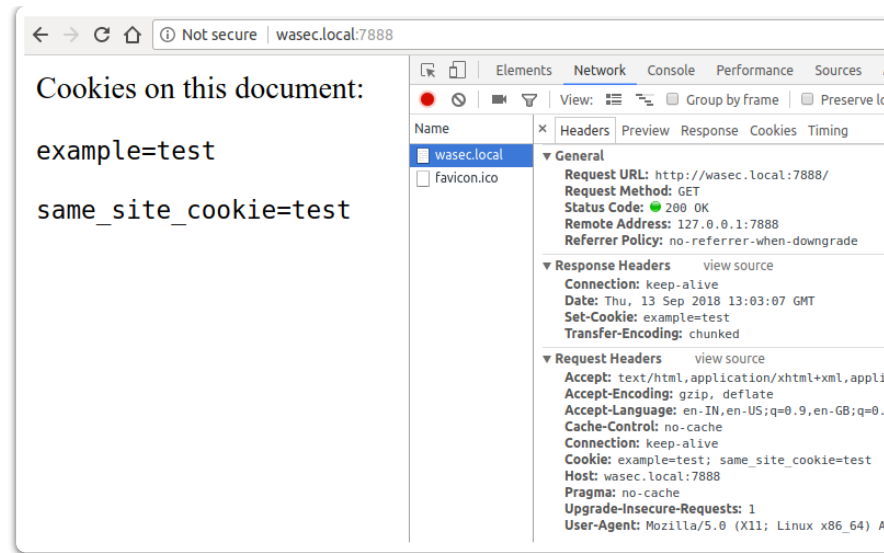 Not secure | wasec.local:7888
Cookies on this document:
example=test
same_site_cookie=test
Elements Network Console Performance Sources
View: Group by frame Preserve lo
Name
wasec.local
favicon.ico
× Headers Preview Response Cookies Timing
▼ General
Request URL: http://wasec.local:7888/
Request Method: GET
Status Code: 200 OK
Remote Address: 127.0.0.1:7888
Referrer Policy: no-referrer-when-downgrade
▼ Response Headers view source
Connection: keep-alive
Date: Thu, 13 Sep 2018 13:03:07 GMT
Set-Cookie: example=test
Transfer-Encoding: chunked
▼ Request Headers view source
Accept: text/html,application/xhtml+xml,appli
Accept-Encoding: gzip, deflate
Accept-Language: en-IN,en-US;q=0.9,en-GB;q=0.
Cache-Control: no-cache
Connection: keep-alive
Cookie: example=test; same_site_cookie=test
Host: wasec.local:7888
Pragma: no-cache
Upgrade-Insecure-Requests: 1
User-Agent: Mozilla/5.0 (X11; Linux x86_64) A